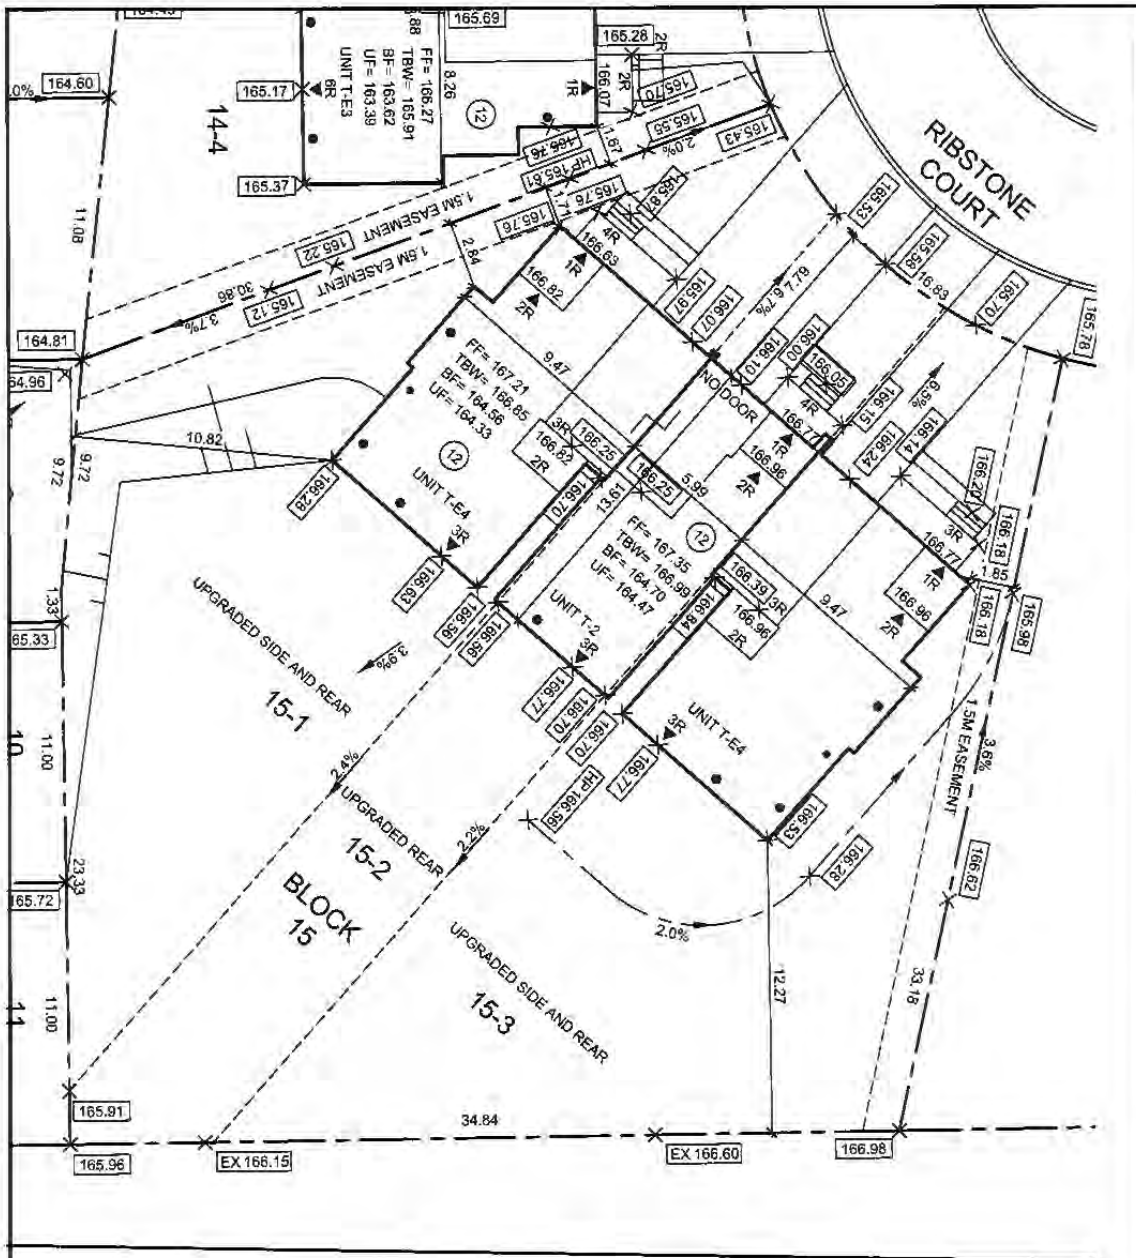 165.69
165.28
2R
2R
164.60
.0%
165.17
6R
FF= 166.27
TBW= 165.91
BF= 163.62
UF= 163.39
UNIT T-E3
8.26
12
1R
166.07
165.70
165.55
2.0%
165.43
14-4
165.37
166.76
HP 165.61
165.76
165.76
165.87
4R
1.5M EASEMENT
165.22
1.5M EASEMENT
30.86
165.12
3.7%
11.08
2.84
164.81
64.96
RIBSTONE
COURT
165.53
165.58
16.83
165.70
165.78
166.63
1R
166.82
2R
165.97
166.07
6.7%
166.10
166.00
166.05
4R
NO DOOR
1R
166.96
2R
166.15
6.5%
166.24
166.14
166.20
3R
166.18
166.77
1R
166.96
2R
1.85
166.18
165.98
9.47
FF= 167.21
TBW= 166.85
BF= 164.56
UF= 164.33
12
UNIT T-E4
3R
166.82
2R
166.25
166.25
166.70
13.61
5.99
10.82
9.72
9.72
166.28
3R
166.63
FF= 167.35
TBW= 166.99
BF= 164.70
UF= 164.47
12
UNIT T-2
3R
166.39
3R
166.96
2R
166.84
9.47
166.56
166.56
3.9%
166.77
166.70
166.70
UNIT T-E4
3R
166.77
HP 166.56
166.53
166.28
2.0%
1.5M EASEMENT
3.6%
166.62
33.18
1.33
65.33
UPGRADED SIDE AND REAR
15-1
10
11.00
2.4%
UPGRADED REAR
15-2
2.2%
BLOCK
15
UPGRADED SIDE AND REAR
15-3
23.33
165.72
12.27
11
11.00
165.91
165.96
EX 166.15
34.84
EX 166.60
166.98